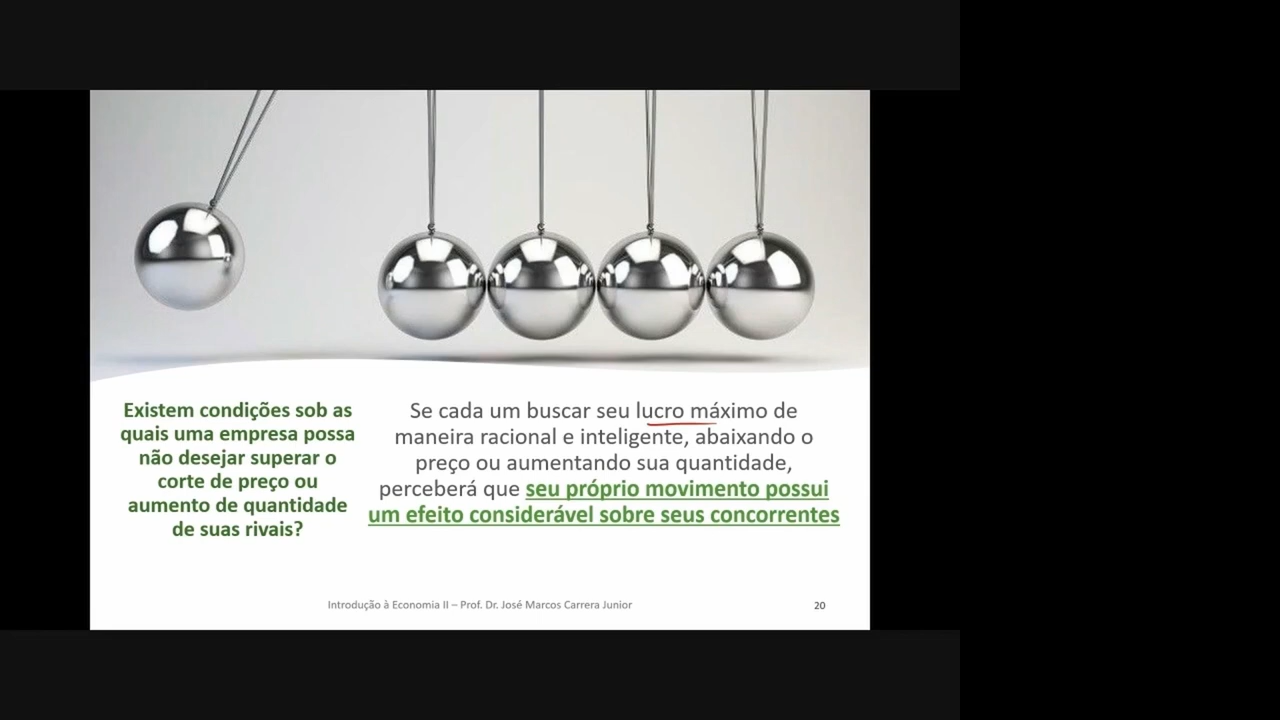 Existem condições sob as
quais uma empresa possa
não desejar superar o
corte de preço ou
aumento de quantidade
de suas rivais?
Se cada um buscar seu lucro máximo de
maneira racional e inteligente, abaixando o
preço ou aumentando sua quantidade,
perceberá que seu próprio movimento possui
um efeito considerável sobre seus concorrentes
Introdução à Economia II – Prof. Dr. José Marcos Carrera Junior
20